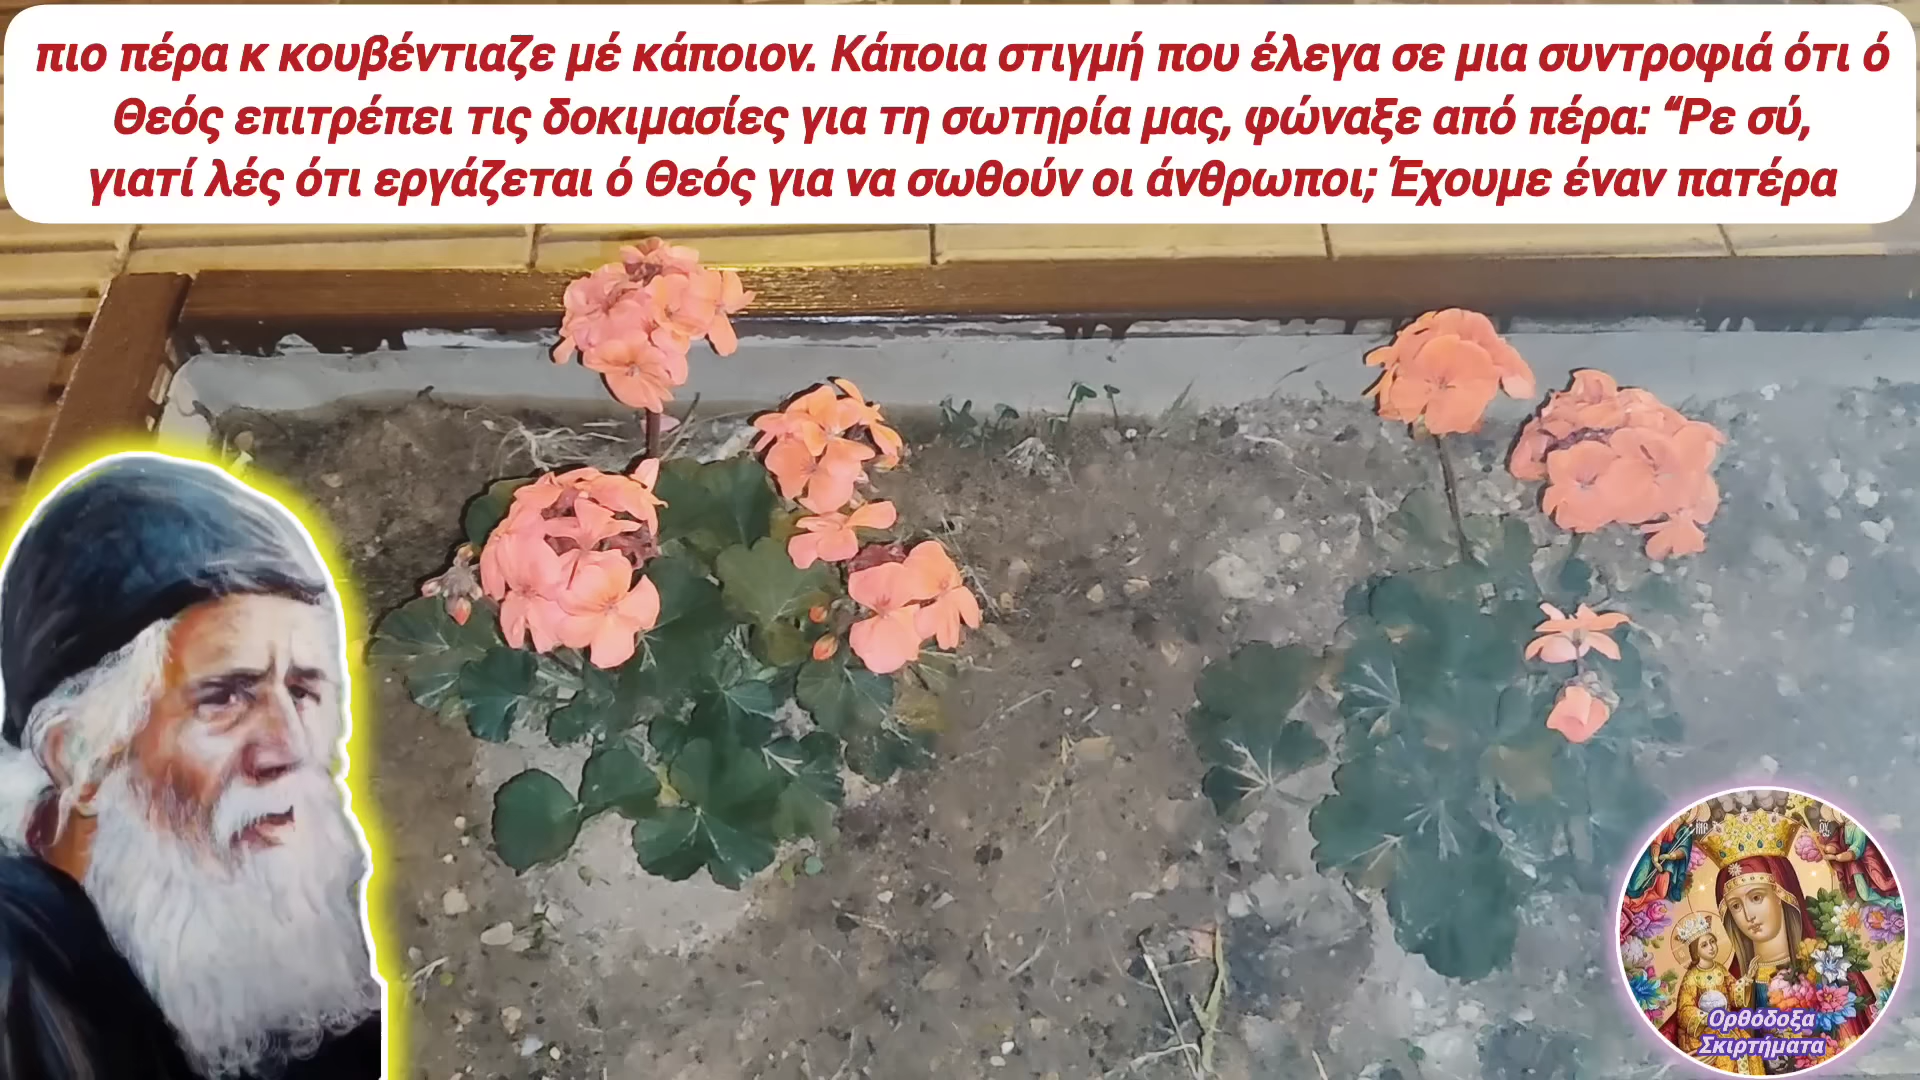 πιο πέρα κ κουβέντιαζε μέ κάποιον. Κάποια στιγμή που έλεγα σε μια συντροφιά ότι ό
Θεός επιτρέπει τις δοκιμασίες για τη σωτηρία μας, φώναξε από πέρα: “Ρε σύ,
γιατί λές ότι εργάζεται ό Θεός για να σωθούν οι άνθρωποι; Έχουμε έναν πατέρα
Ορθόδοξα
Σκιρτήματα